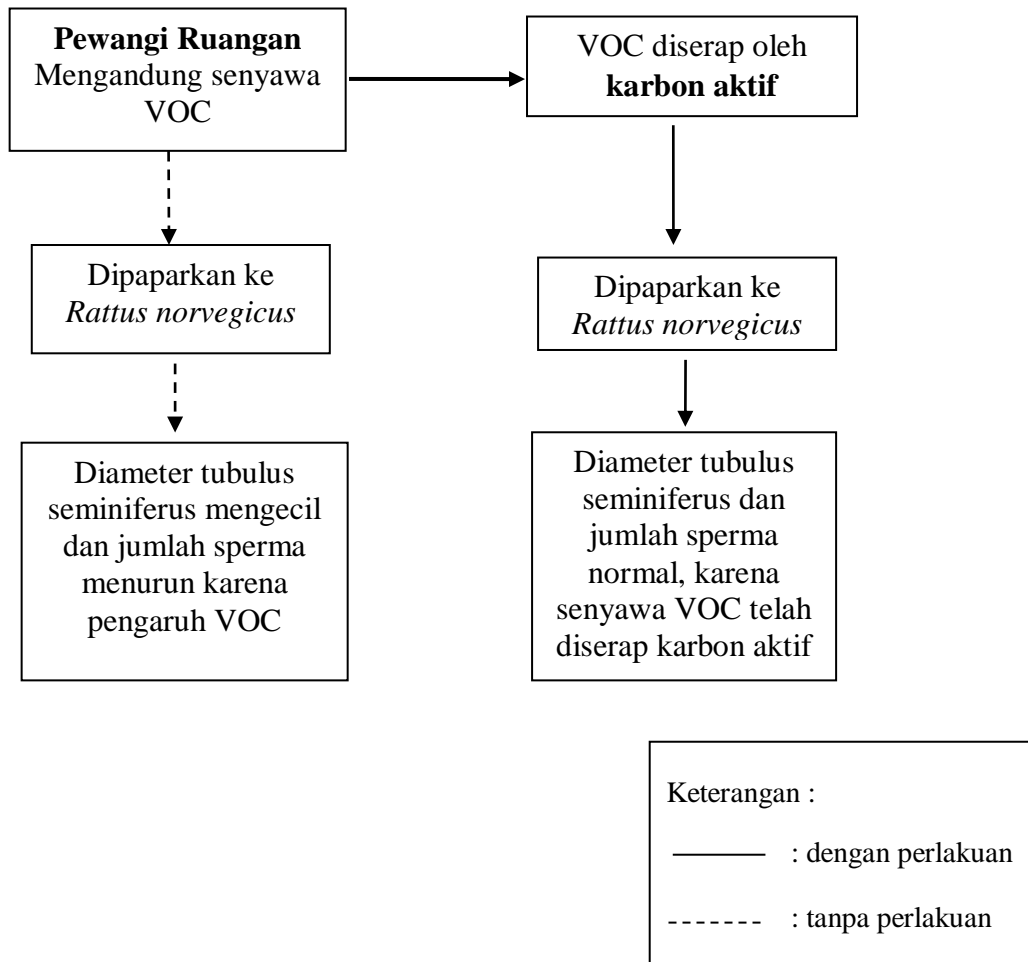 Pewangi Ruangan
Mengandung senyawa
VOC
VOC diserap oleh
karbon aktif
Dipaparkan ke
Rattus norvegicus
Dipaparkan ke
Rattus norvegicus
Diameter tubulus
seminiferus mengecil
dan jumlah sperma
menurun karena
pengaruh VOC
Diameter tubulus
seminiferus dan
jumlah sperma
normal, karena
senyawa VOC telah
diserap karbon aktif
Keterangan :
: dengan perlakuan
: tanpa perlakuan